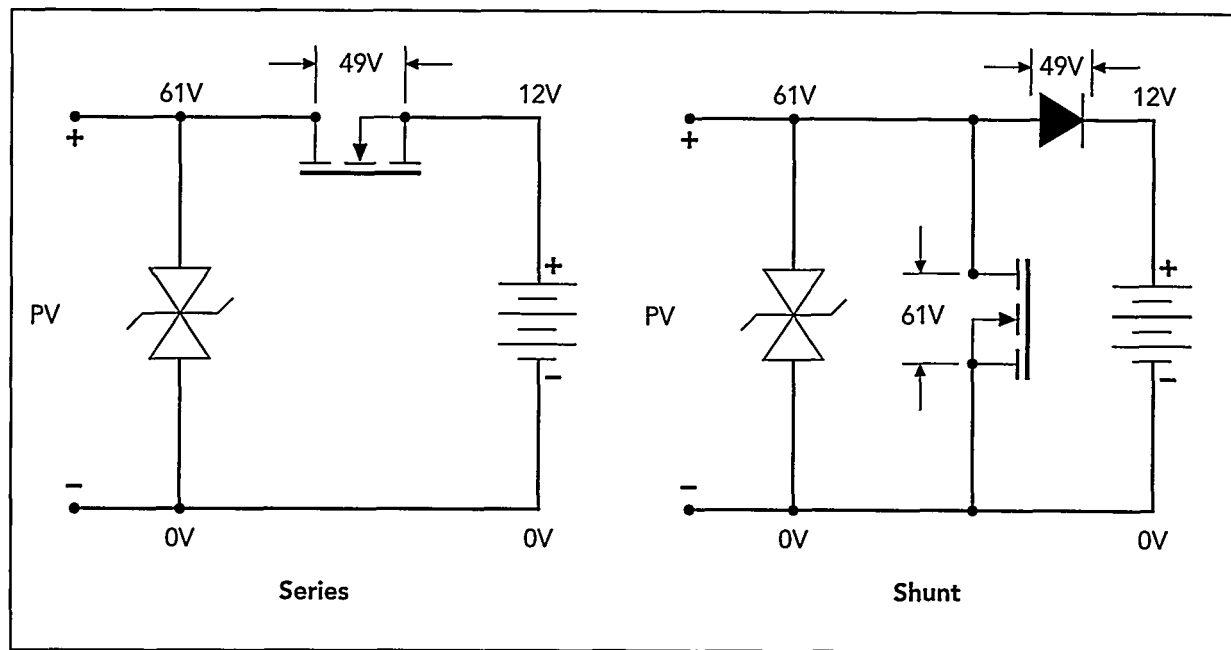 49V
61V
12V
+
+
PV
−
−
0V
0V
Series
49V
61V
12V
+
+
PV
61V
−
−
0V
0V
Shunt